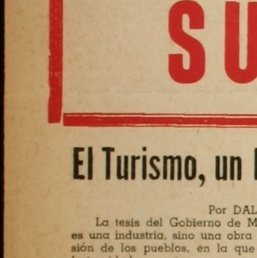 SU
El Turismo, un
Por DAL
La tesis del Gobierno de M
es una industria, sino una obra
sión de los pueblos, en la que